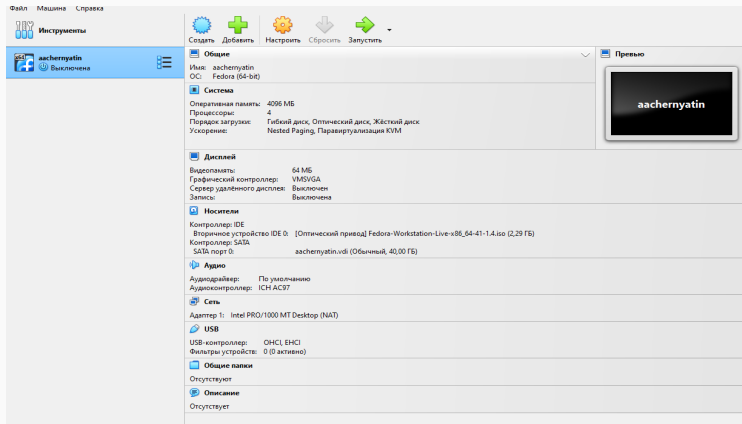 Файл Машина Справка
Инструменты
Создать Добавить Настроить Сбросить Запустить
x64
aachernyatin
Выключена
Общие
Имя: aachernyatin
ОС: Fedora (64-bit)
Превью
aachernyatin
Система
Оперативная память: 4096 МБ
Процессоры: 4
Порядок загрузки: Гибкий диск, Оптический диск, Жёсткий диск
Ускорение: Nested Paging, Паравиртуализация KVM
Дисплей
Видеопамять: 64 МБ
Графический контроллер: VMSVGA
Сервер удалённого дисплея: Выключен
Запись: Выключена
Носители
Контроллер: IDE
Вторичное устройство IDE 0: [Оптический привод] Fedora-Workstation-Live-x86_64-41-1.4.iso (2,29 ГБ)
Контроллер: SATA
SATA порт 0: aachernyatin.vdi (Обычный, 40,00 ГБ)
Аудио
Аудиодрайвер: По умолчанию
Аудиоконтроллер: ICH AC97
Сеть
Адаптер 1: Intel PRO/1000 MT Desktop (NAT)
USB
USB-контроллер: OHCI, EHCI
Фильтры устройств: 0 (0 активно)
Общие папки
Отсутствуют
Описание
Отсутствует